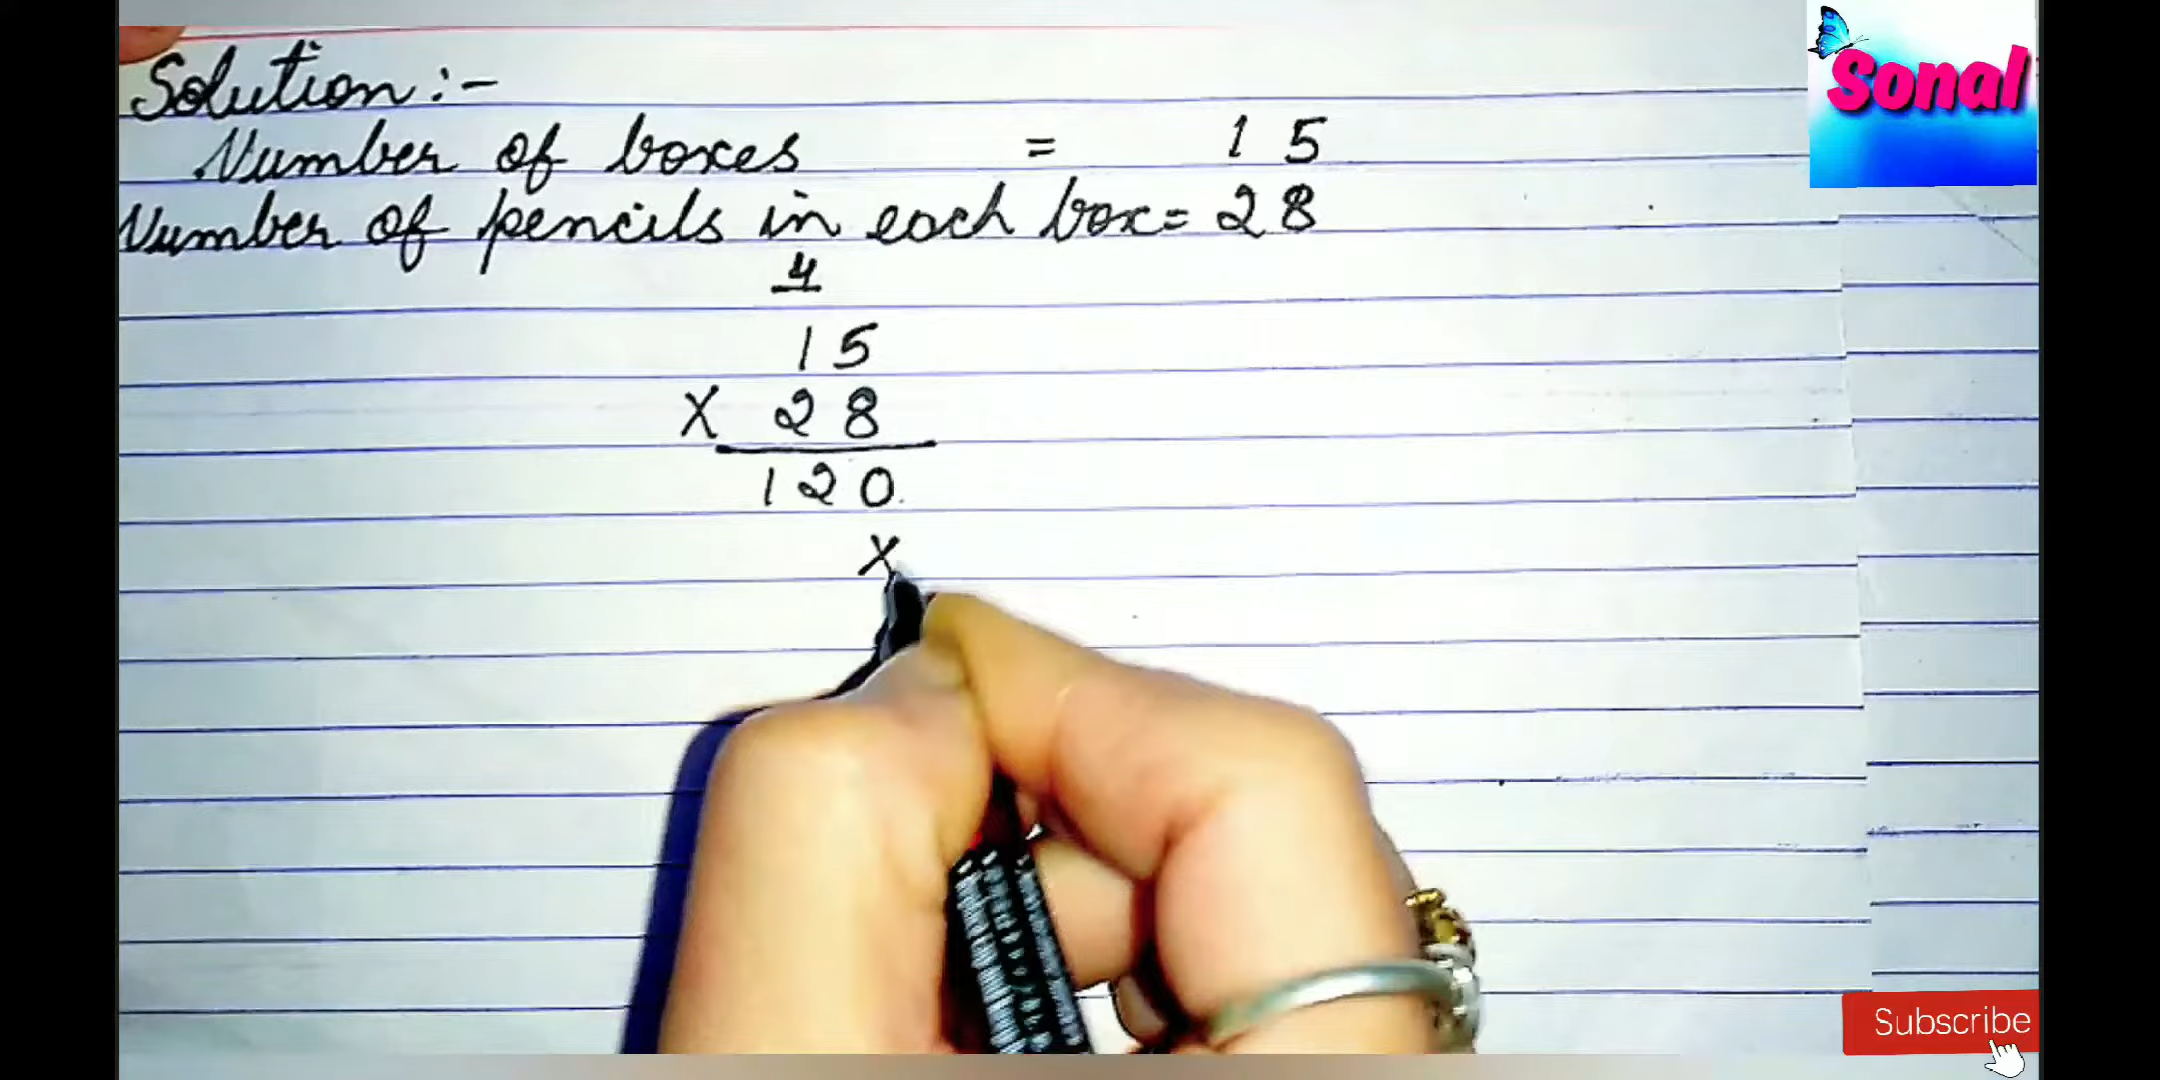 Solution :-
Sonal
Number of boxes = 15
Number of pencils in each box = 28
4
15
X 28
120
X
Subscribe